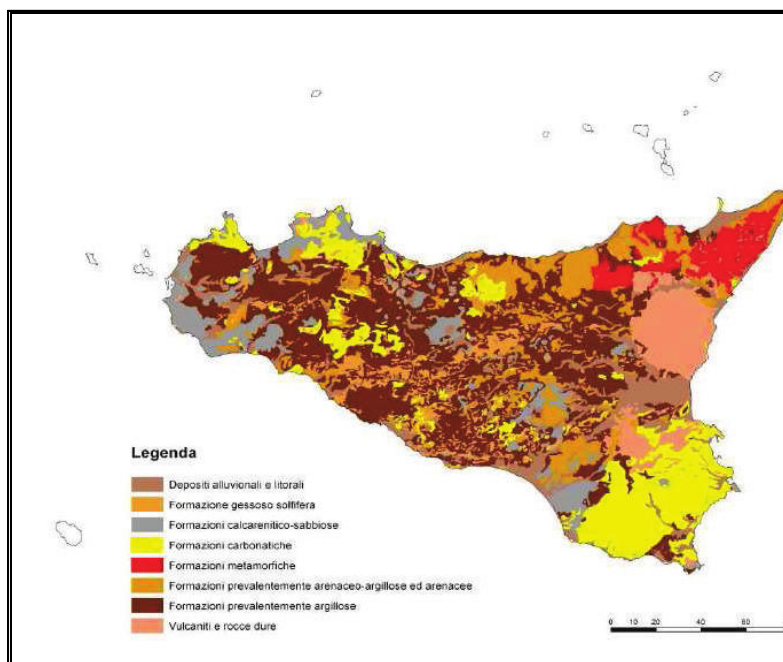 Legenda
Depositi alluvionali e litorali
Formazione gessoso solfifera
Formazioni calcarenitico-sabbiose
Formazioni carbonatiche
Formazioni metamorfiche
Formazioni prevalentemente arenaceo-argillose ed arenacee
Formazioni prevalentemente argillose
Vulcaniti e rocce dure
0 10 20 40 60